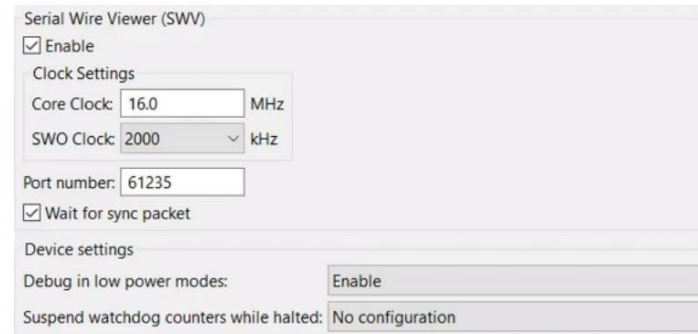 Serial Wire Viewer (SWV)
Enable
Clock Settings
Core Clock: 16.0 MHz
SWO Clock: 2000 kHz
Port number: 61235
Wait for sync packet
Device settings
Debug in low power modes: Enable
Suspend watchdog counters while halted: No configuration